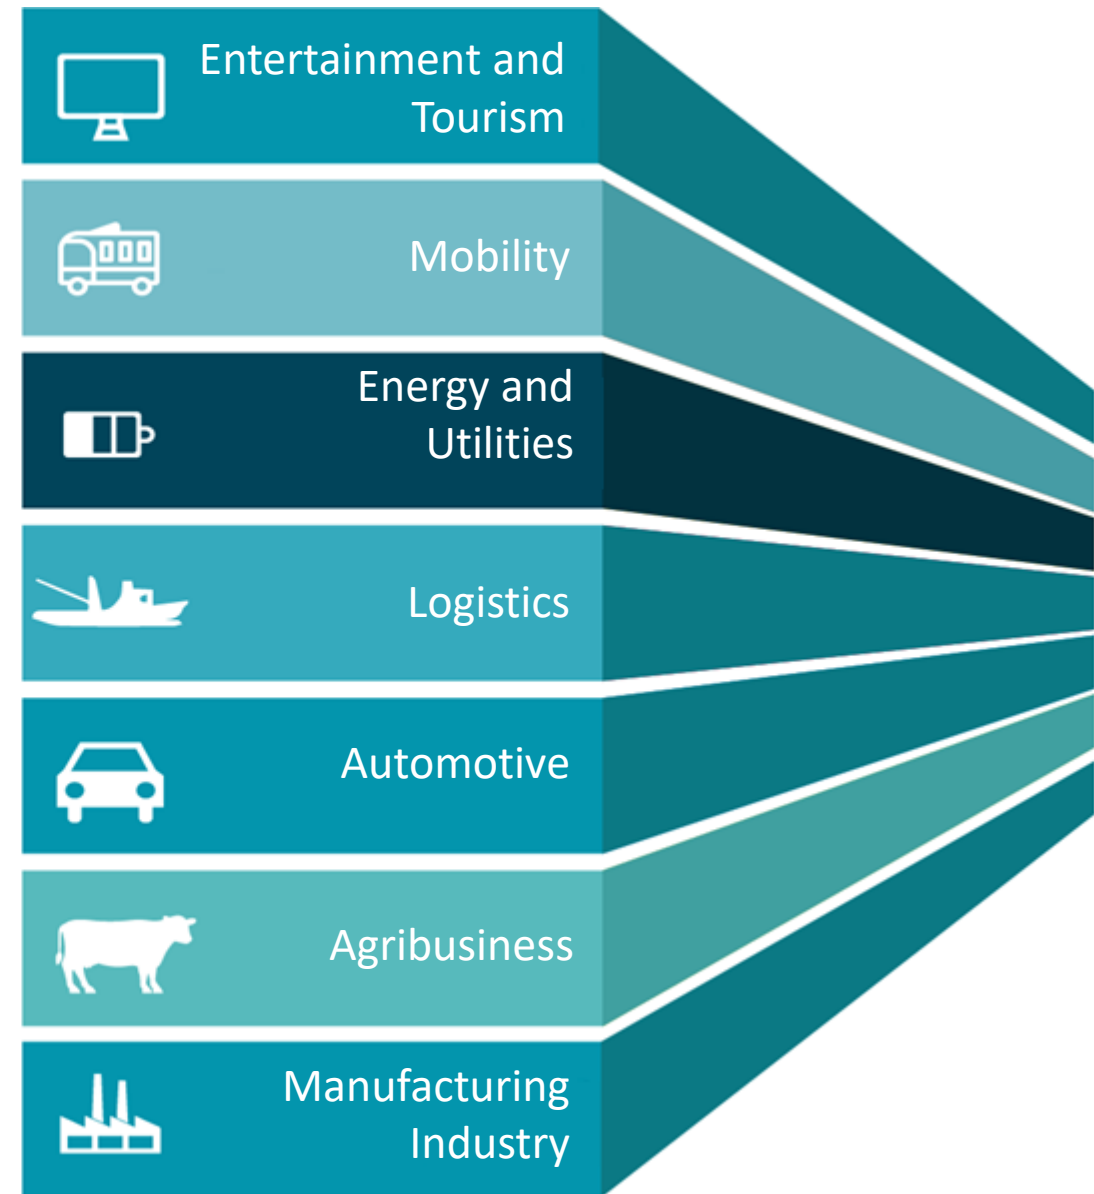 Entertainment and
Tourism
Mobility
Energy and
Utilities
Logistics
Automotive
Agribusiness
Manufacturing
Industry